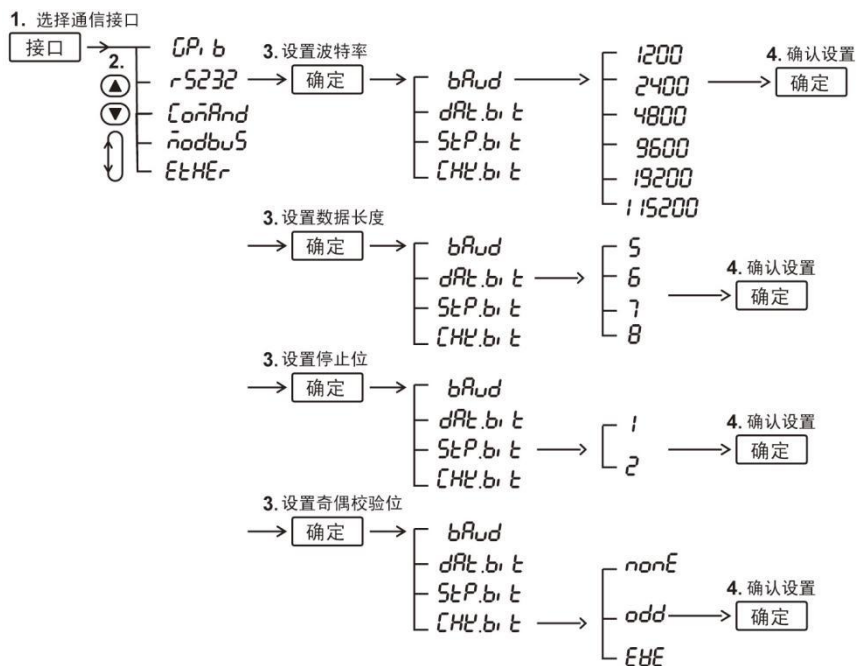 1. 选择通信接口
接口
2.
GPib
rS232
ComAnd
modbuS
EtHEr
3. 设置波特率
确定
bAud
dAt.bit
StP.bit
CHK.bit
1200
2400
4800
9600
19200
115200
4. 确认设置
确定
3. 设置数据长度
确定
bAud
dAt.bit
StP.bit
CHK.bit
5
6
7
8
4. 确认设置
确定
3. 设置停止位
确定
bAud
dAt.bit
StP.bit
CHK.bit
1
2
4. 确认设置
确定
3. 设置奇偶校验位
确定
bAud
dAt.bit
StP.bit
CHK.bit
nonE
odd
4. 确认设置
确定